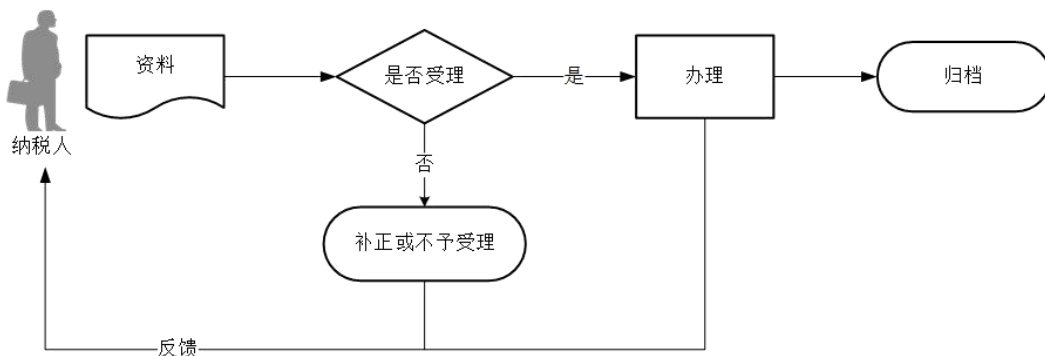 资料
是否受理
是
办理
归档
纳税人
否
补正或不予受理
反馈